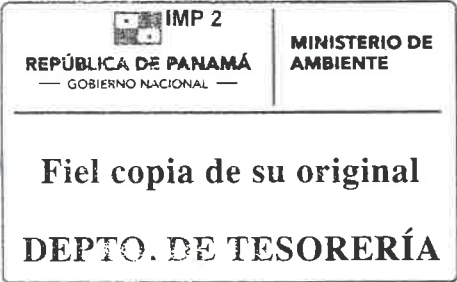 IMP 2
REPÚBLICA DE PANAMÁ
— GOBIERNO NACIONAL —
MINISTERIO DE
AMBIENTE
Fiel copia de su original
DEPTO. DE TESORERÍA